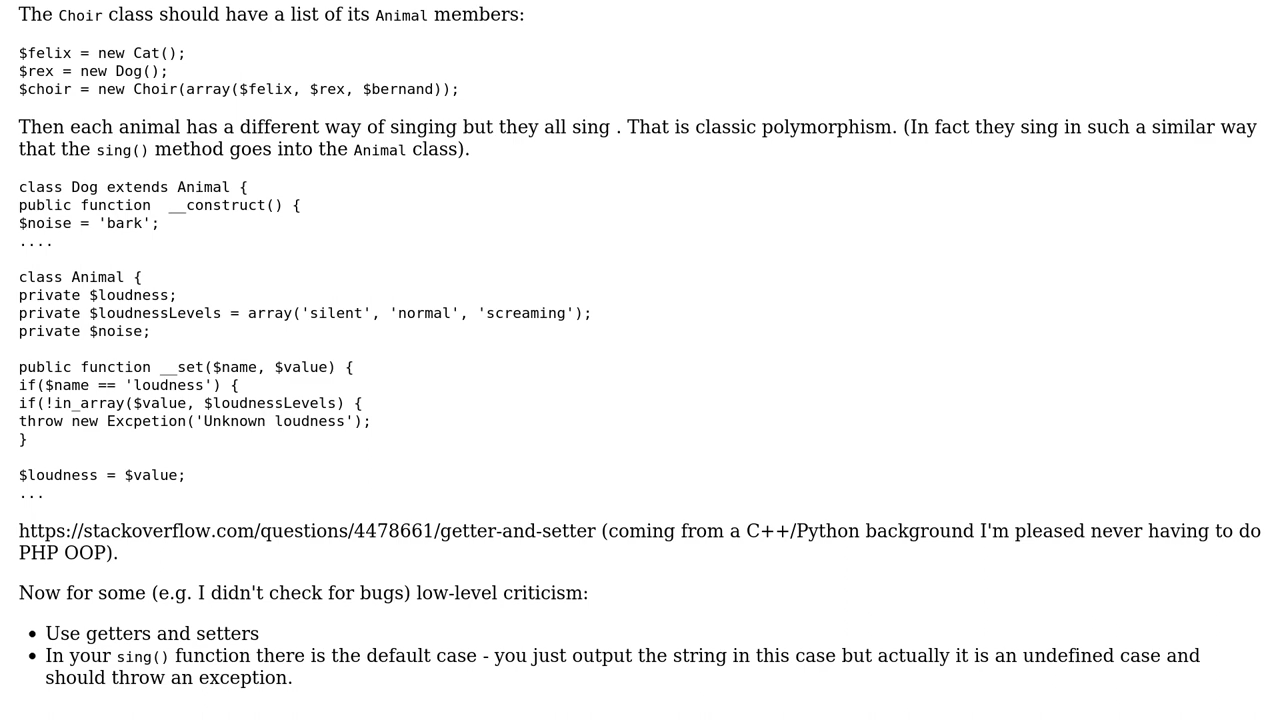 The Choir class should have a list of its Animal members:
$felix = new Cat();
$rex = new Dog();
$choir = new Choir(array($felix, $rex, $bernand));
Then each animal has a different way of singing but they all sing . That is classic polymorphism. (In fact they sing in such a similar way
that the sing() method goes into the Animal class).
class Dog extends Animal {
public function  __construct() {
$noise = 'bark';
....
class Animal {
private $loudness;
private $loudnessLevels = array('silent', 'normal', 'screaming');
private $noise;
public function __set($name, $value) {
if($name == 'loudness') {
if(!in_array($value, $loudnessLevels) {
throw new Excpetion('Unknown loudness');
}
$loudness = $value;
...
https://stackoverflow.com/questions/4478661/getter-and-setter (coming from a C++/Python background I'm pleased never having to do
PHP OOP).
Now for some (e.g. I didn't check for bugs) low-level criticism:
• Use getters and setters
• In your sing() function there is the default case - you just output the string in this case but actually it is an undefined case and
should throw an exception.